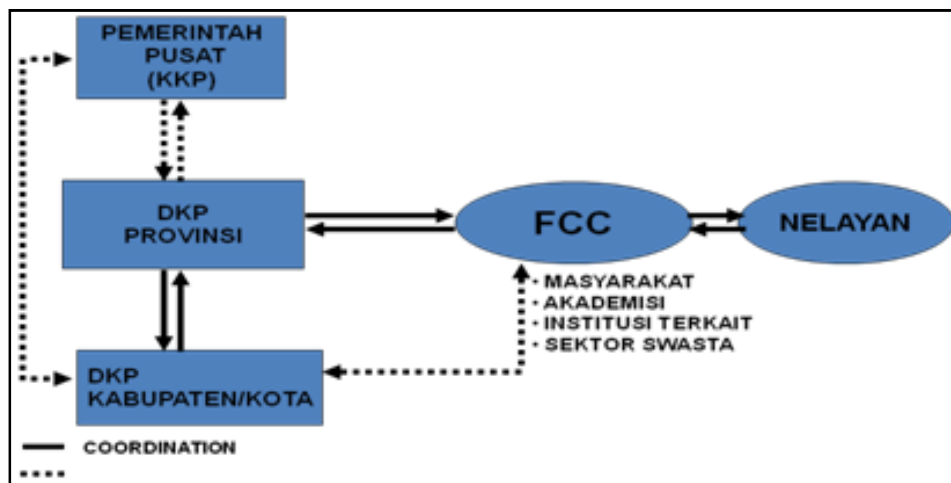 PEMERINTAH
PUSAT
(KKP)
DKP
PROVINSI
FCC
NELAYAN
• MASYARAKAT
• AKADEMISI
• INSTITUSI TERKAIT
• SEKTOR SWASTA
DKP
KABUPATEN/KOTA
COORDINATION